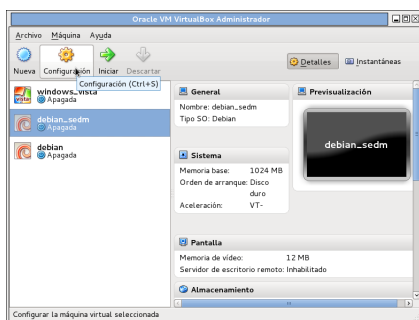 Oracle VM VirtualBox Administrador
Archivo Máquina Ayuda
Nueva Configuración Iniciar Descartar
Detalles Instantáneas
Configuración (Ctrl+S)
windows_vista
Apagada
debian_sedm
Apagada
debian
Apagada
General
Nombre: debian_sedm
Tipo SO: Debian
Previsualización
debian_sedm
Sistema
Memoria base: 1024 MB
Orden de arranque: Disco
duro
Aceleración: VT-
Pantalla
Memoria de vídeo: 12 MB
Servidor de escritorio remoto: Inhabilitado
Almacenamiento
Configurar la máquina virtual seleccionada